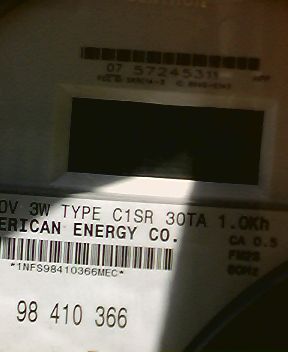 07 57245311
0V 3W TYPE C1SR 30TA 1.0Kh
ERICAN ENERGY CO.
CA 0.5
FM2S
60Hz
*1NFS98410366MEC*
98 410 366